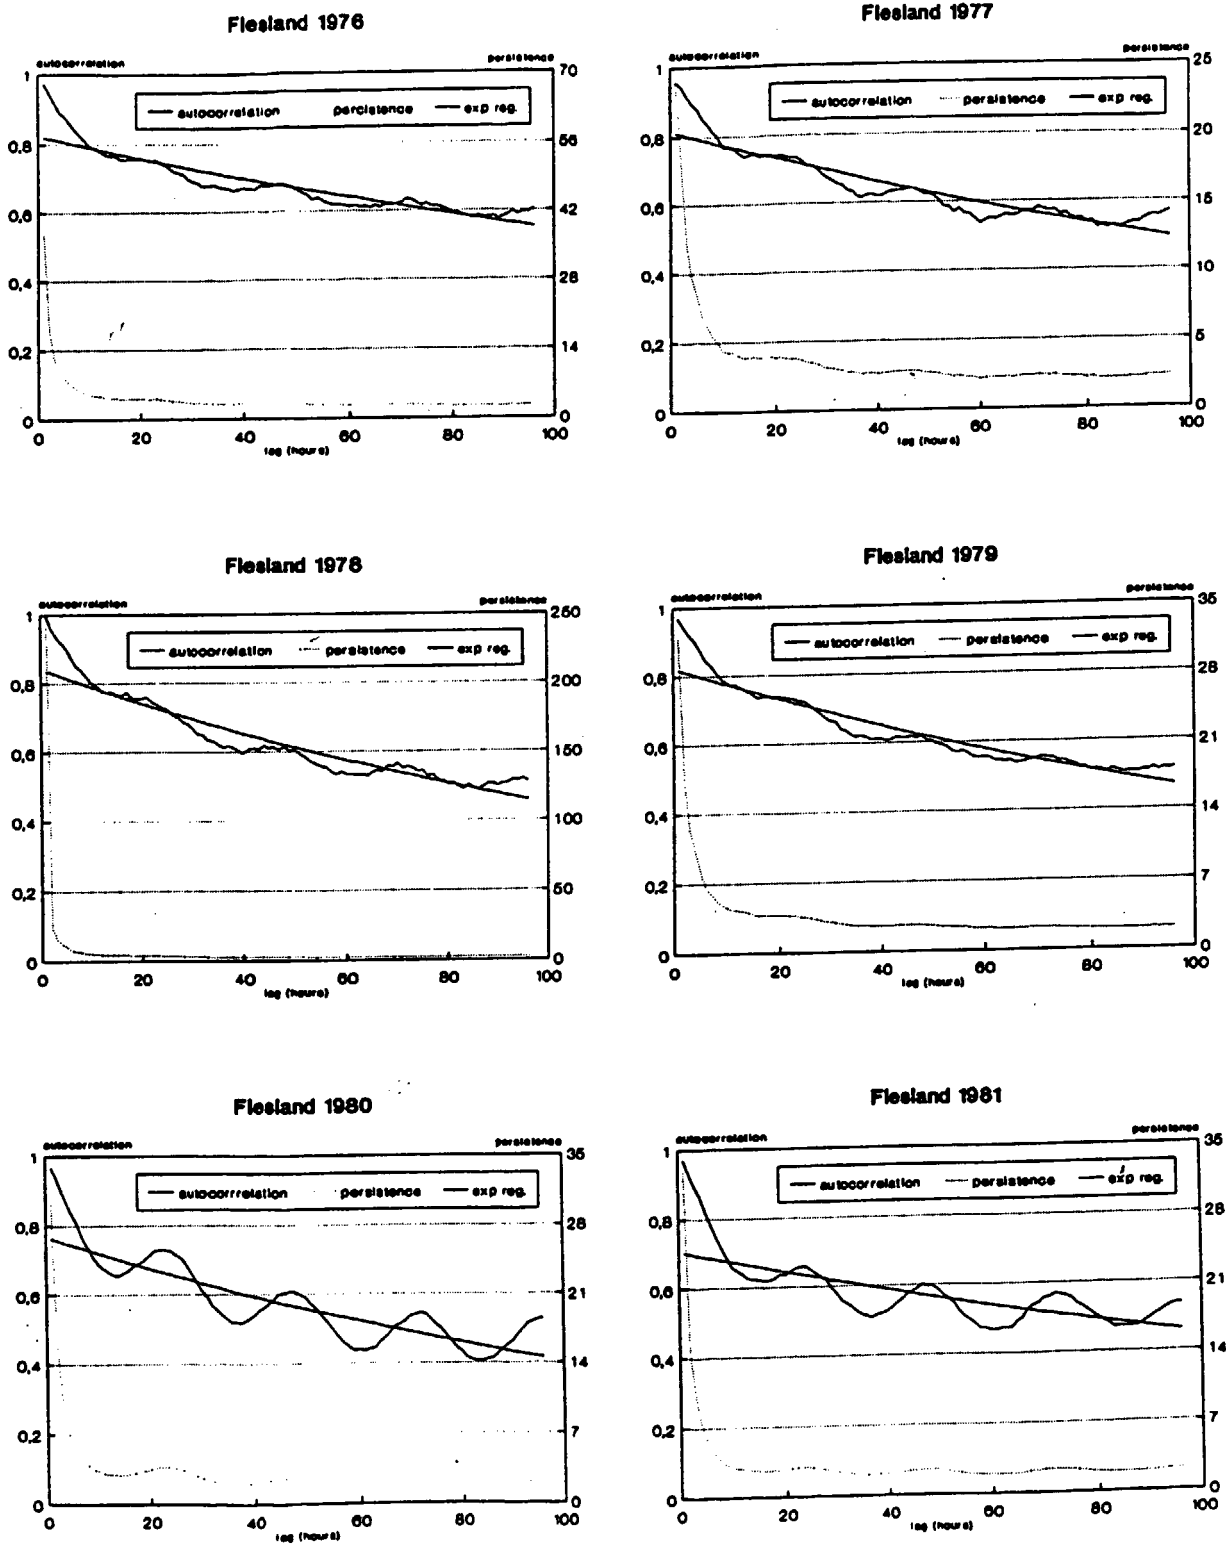 Flesland 1976
autocorrelation persistence
autocorrrelation percistence exp reg.
1 0,8 0,6 0,4 0,2 0
70 56 42 28 14 0
0 20 40 60 80 100
lag (hours)
Flesland 1977
autocorrelation persistence
autocorrelation persistence exp reg.
1 0,8 0,6 0,4 0,2 0
25 20 15 10 5 0
0 20 40 60 80 100
lag (hours)
Flesland 1978
autocorrelation persistence
autocorrelation persistence exp reg.
1 0,8 0,6 0,4 0,2 0
250 200 150 100 50 0
0 20 40 60 80 100
lag (hours)
Flesland 1979
autocorrelation persistence
autocorrelation persistence exp reg.
1 0,8 0,6 0,4 0,2 0
35 28 21 14 7 0
0 20 40 60 80 100
lag (hours)
Flesland 1980
autocorrelation persistence
autocorrrelation persistence exp reg.
1 0,8 0,6 0,4 0,2 0
35 28 21 14 7 0
0 20 40 60 80 100
lag (hours)
Flesland 1981
autocorrelation persistence
autocorrelation persistence exp reg.
1 0,8 0,6 0,4 0,2 0
35 28 21 14 7 0
0 20 40 60 80 100
lag (hours)